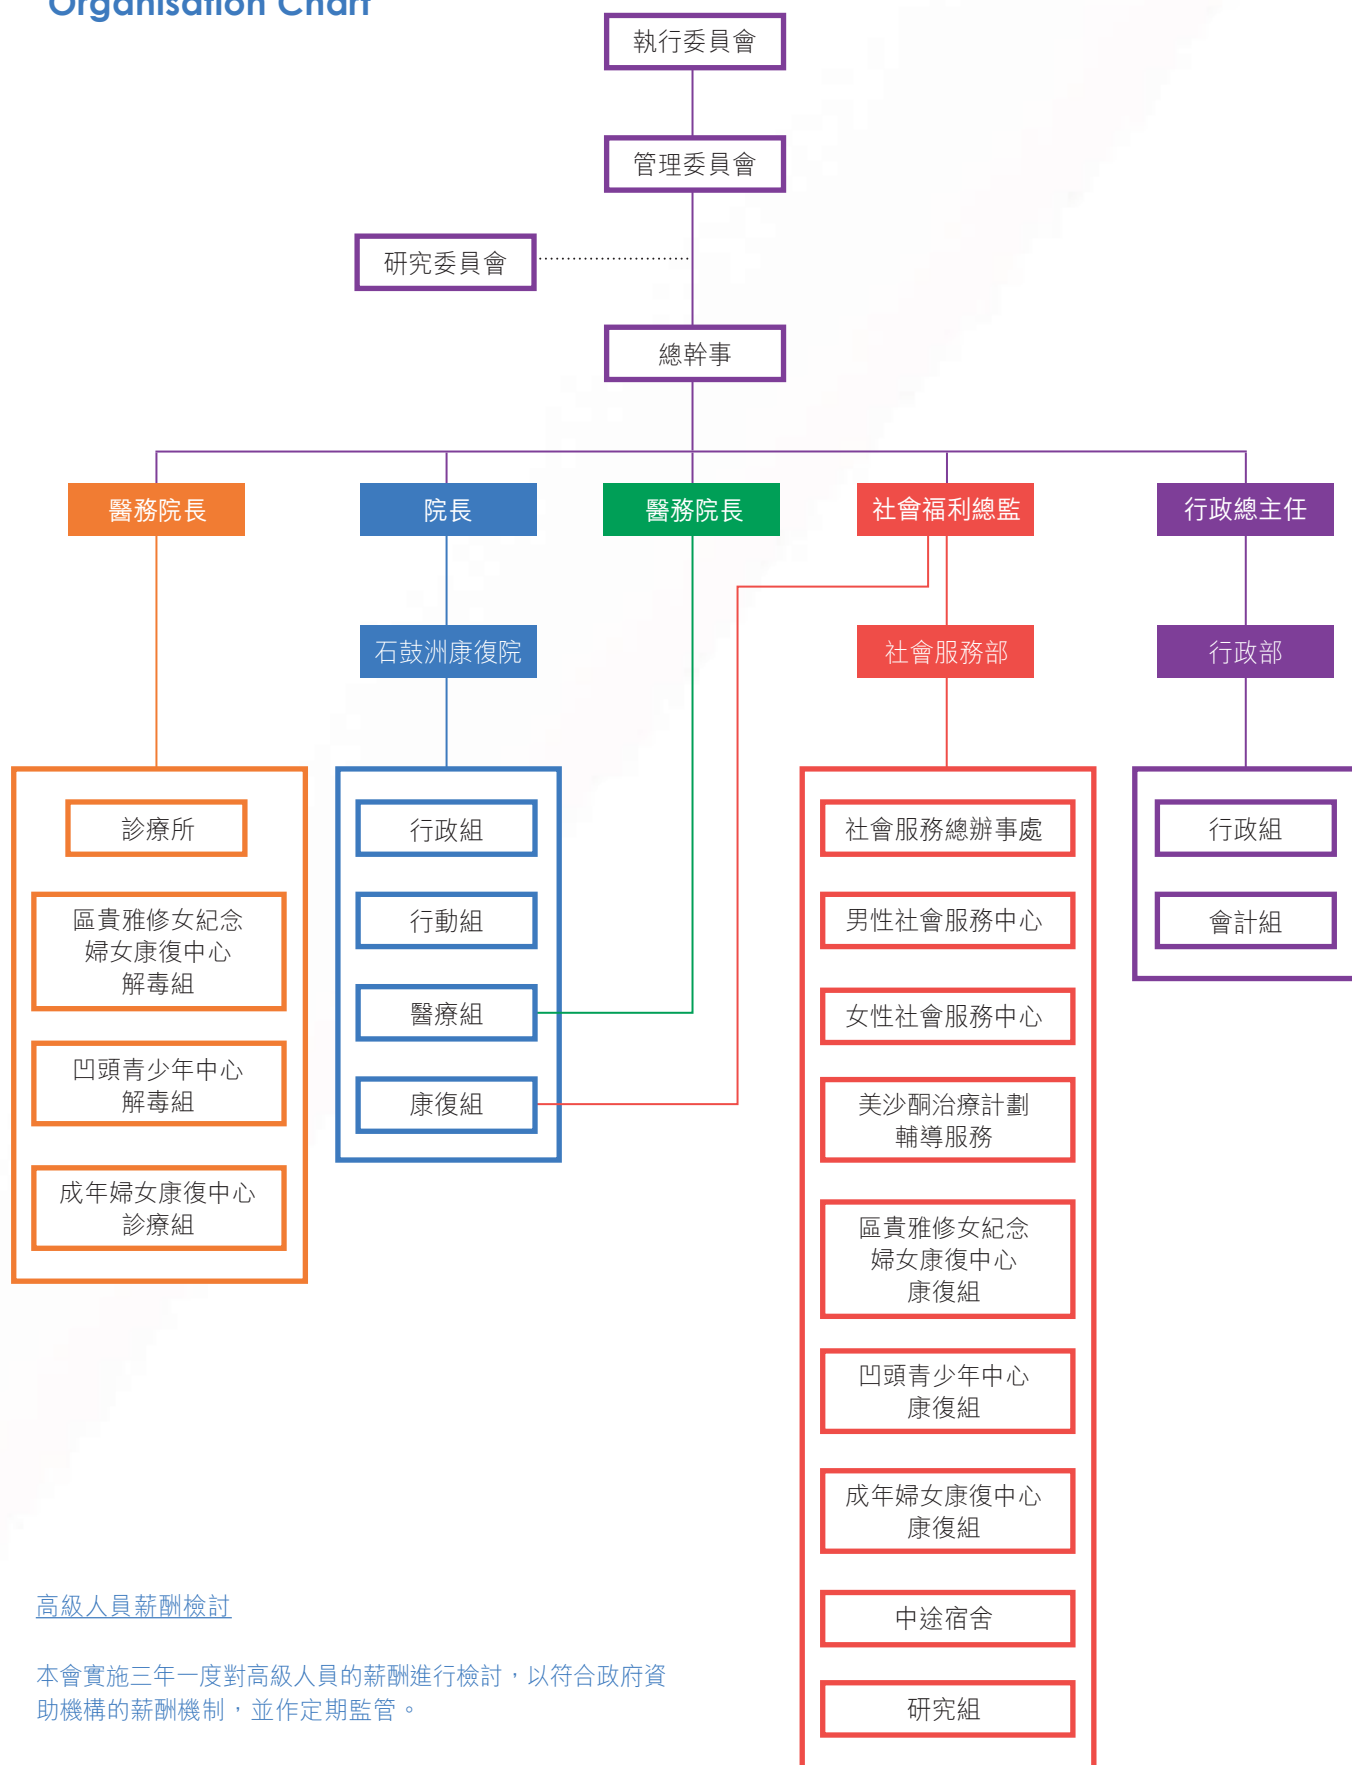 Organisation Chart
執行委員會
管理委員會
研究委員會
總幹事
醫務院長
院長
醫務院長
社會福利總監
行政總主任
石鼓洲康復院
社會服務部
行政部
診療所
區貴雅修女紀念
婦女康復中心
解毒組
凹頭青少年中心
解毒組
成年婦女康復中心
診療組
行政組
行動組
醫療組
康復組
社會服務總辦事處
男性社會服務中心
女性社會服務中心
美沙酮治療計劃
輔導服務
區貴雅修女紀念
婦女康復中心
康復組
凹頭青少年中心
康復組
成年婦女康復中心
康復組
中途宿舍
研究組
行政組
會計組
高級人員薪酬檢討
本會實施三年一度對高級人員的薪酬進行檢討，以符合政府資
助機構的薪酬機制，並作定期監管。